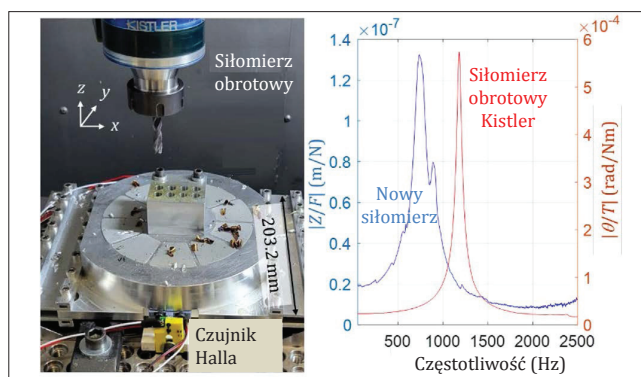 KISTLER
Siłomierz
obrotowy
z
y
x
203.2 mm
Czujnik
Halla
×10⁻⁷
×10⁻⁴
1.4
1.2
1
0.8
0.6
0.4
0.2
0
|Z/F| (m/N)
Siłomierz
obrotowy
Kistler
Nowy
siłomierz
6
5
4
3
2
1
0
|θ/T| (rad/Nm)
500
1000
1500
2000
2500
Częstotliwość (Hz)